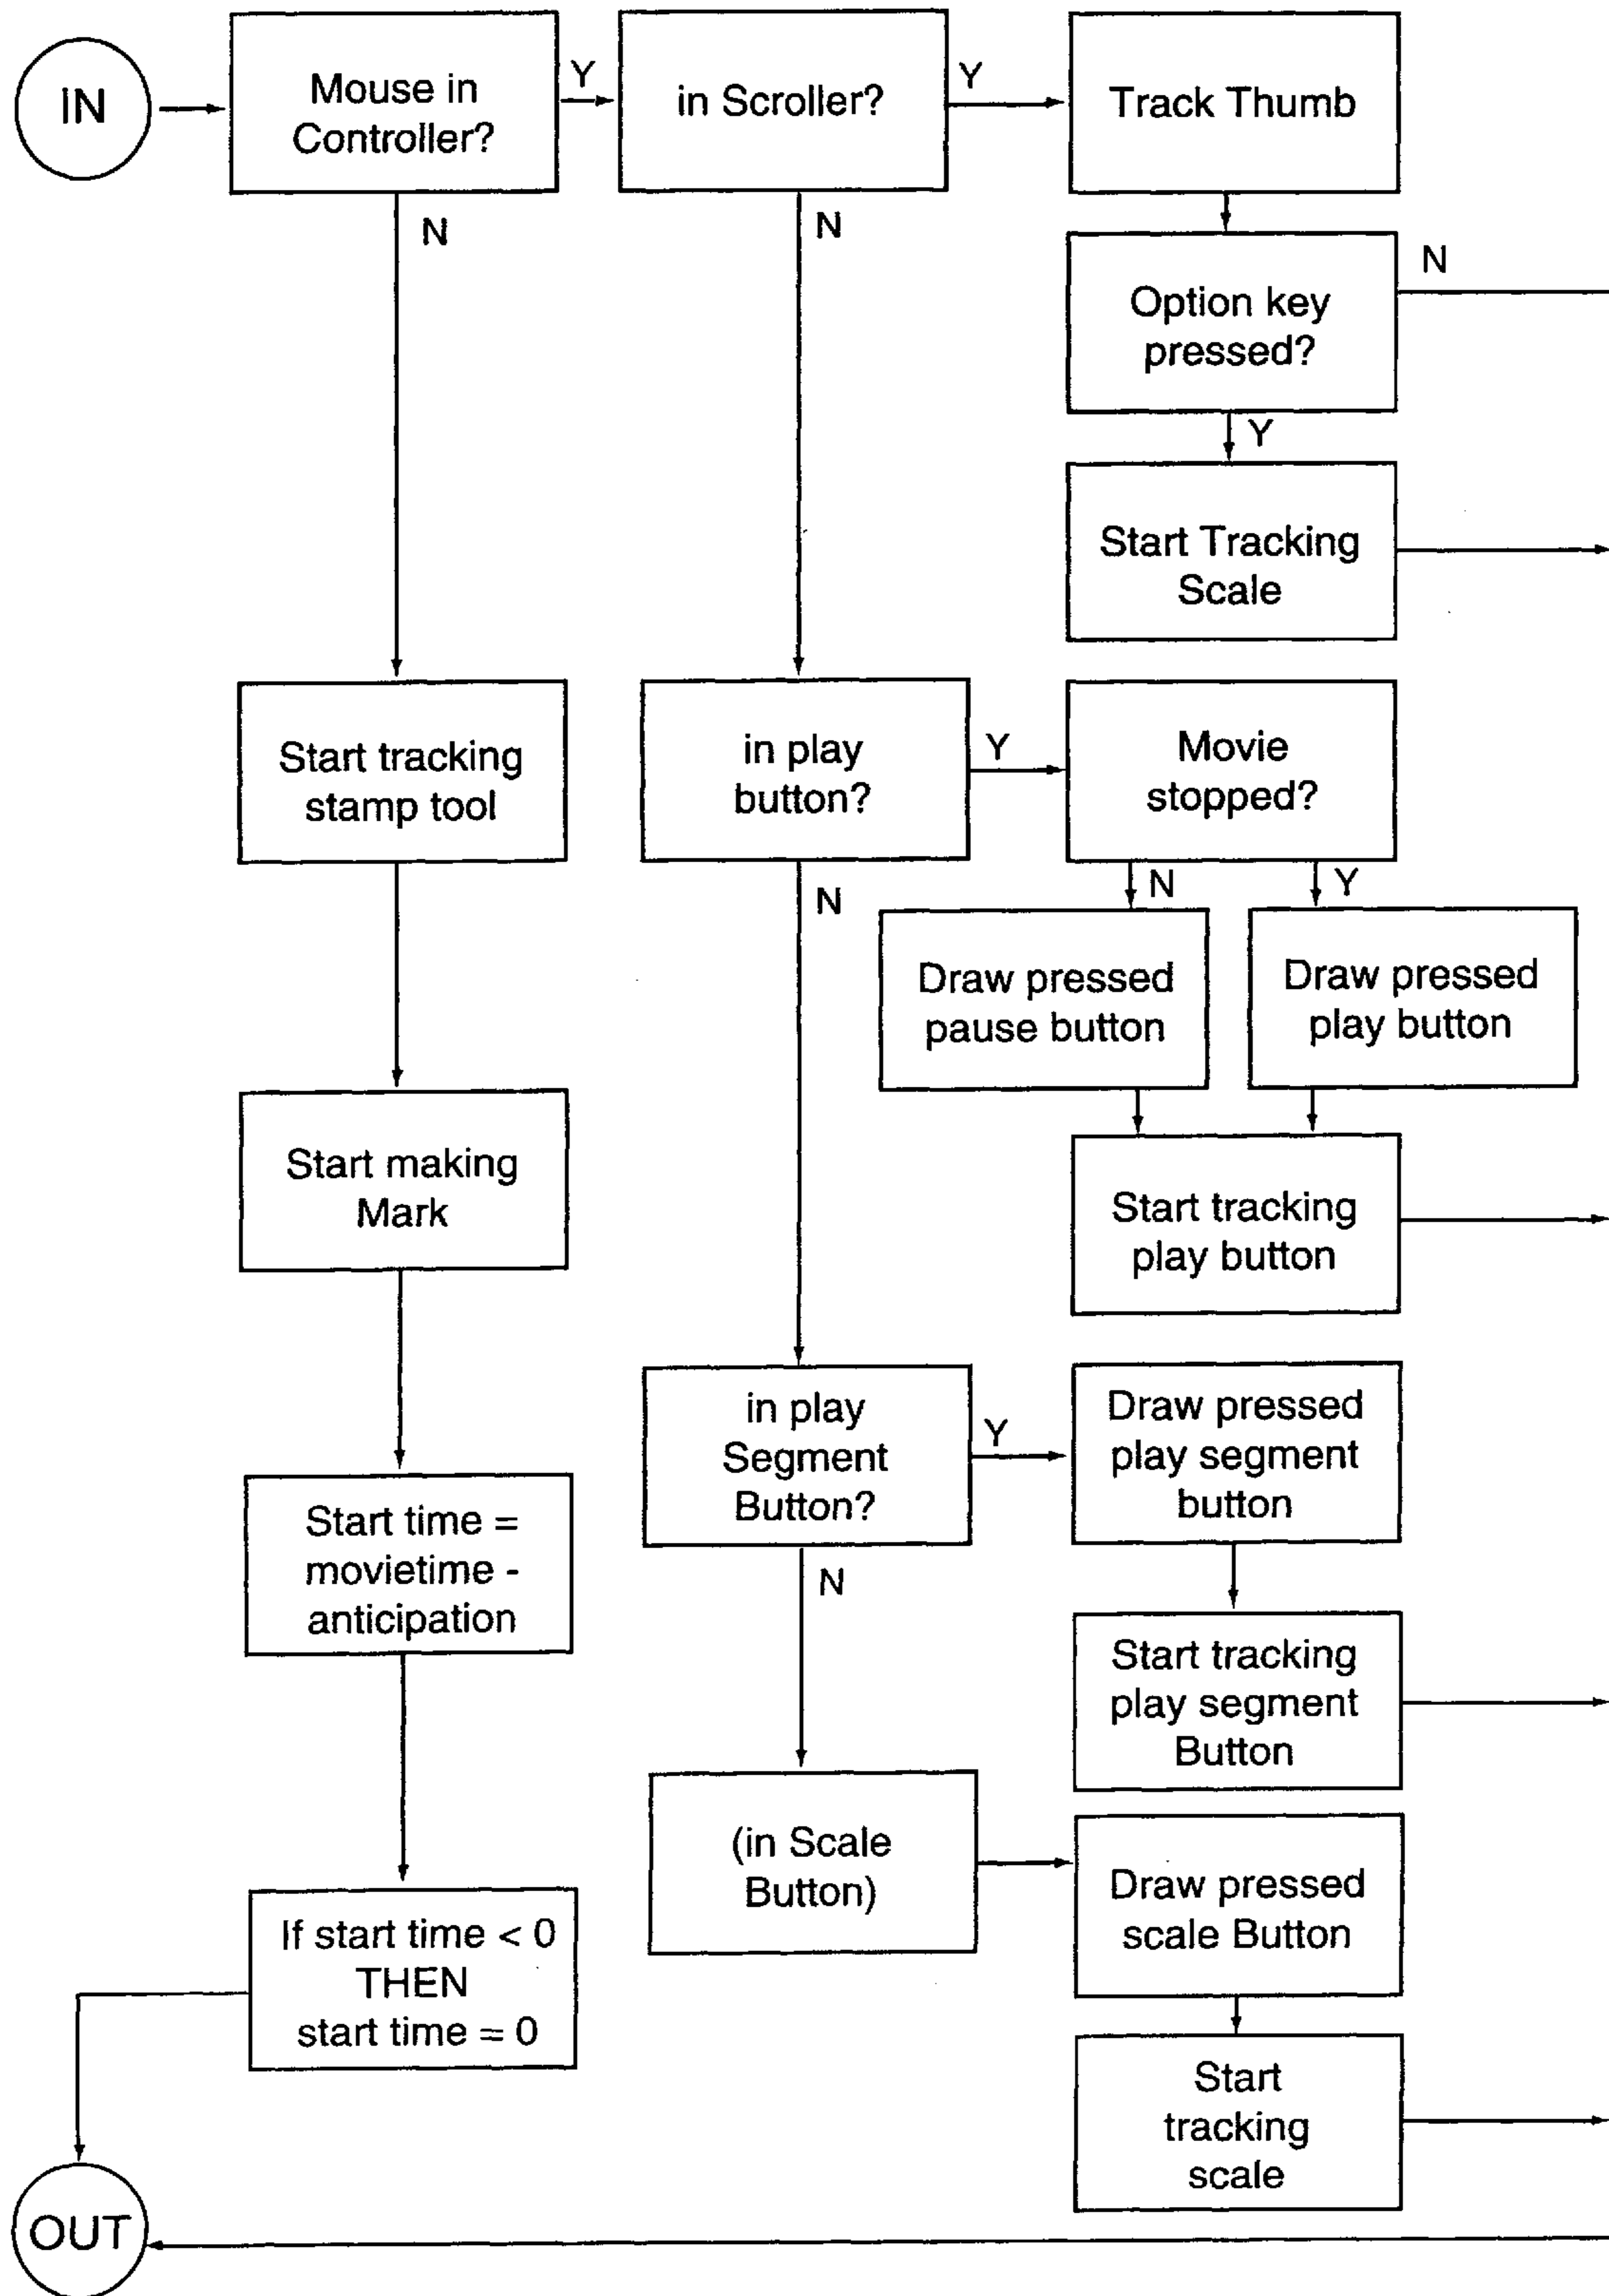 IN
Mouse in
Controller?
Y
in Scroller?
Y
Track Thumb
N
N
Option key
pressed?
N
Y
Start Tracking
Scale
Start tracking
stamp tool
in play
button?
Y
Movie
stopped?
N
N
Y
Draw pressed
pause button
Draw pressed
play button
Start making
Mark
Start tracking
play button
in play
Segment
Button?
Y
Draw pressed
play segment
button
Start time =
movietime -
anticipation
N
Start tracking
play segment
Button
(in Scale
Button)
Draw pressed
scale Button
If start time < 0
THEN
start time = 0
Start
tracking
scale
OUT